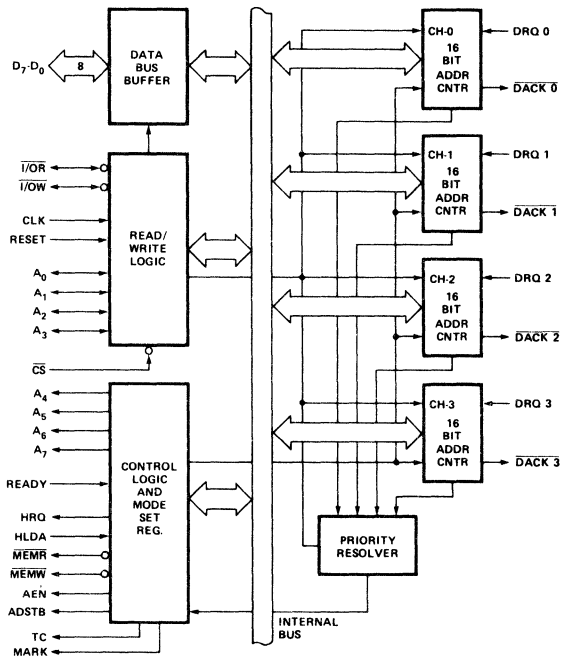 DATA
BUS
BUFFER
D7-D0
8
I/OR
I/OW
CLK
RESET
A0
A1
A2
A3
CS
READ/
WRITE
LOGIC
A4
A5
A6
A7
READY
HRQ
HLDA
MEMR
MEMW
AEN
ADSTB
TC
MARK
CONTROL
LOGIC
AND
MODE
SET
REG.
INTERNAL
BUS
CH-0
16
BIT
ADDR
CNTR
DRQ 0
DACK 0
CH-1
16
BIT
ADDR
CNTR
DRQ 1
DACK 1
CH-2
16
BIT
ADDR
CNTR
DRQ 2
DACK 2
CH-3
16
BIT
ADDR
CNTR
DRQ 3
DACK 3
PRIORITY
RESOLVER